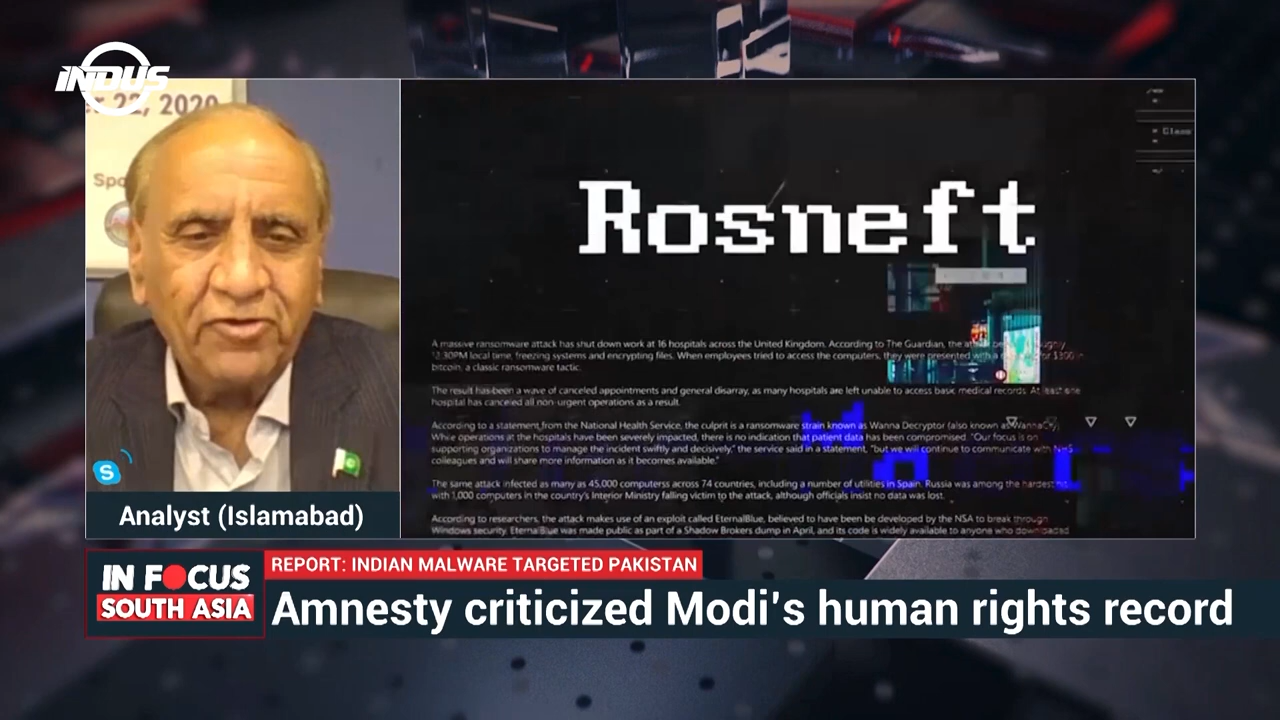 INDUS
22, 2020
Rosneft
A massive ransomware attack has shut down work at 16 hospitals across the United Kingdom. According to The Guardian, the
12:30PM local time, freezing systems and encrypting files. When employees tried to access the computers, they were presented with a
bitcoin, a classic ransomware tactic.
The result has been a wave of canceled appointments and general disarray, as many hospitals are left unable to access basic medical records. At least one
hospital has canceled all non-urgent operations as a result.
According to a statement from the National Health Service, the culprit is a ransomware strain known as Wanna Decryptor (also known as WannaCry).
While operations at the hospitals have been severely impacted, there is no indication that patient data has been compromised. "Our focus is on
supporting organizations to manage the incident swiftly and decisively," the service said in a statement, "but we will continue to communicate with NHS
colleagues and will share more information as it becomes available."
The same attack infected as many as 45,000 computerss across 74 countries, including a number of utilities in Spain. Russia was among the hardest hit
with 1,000 computers in the country's Interior Ministry falling victim to the attack, although officials insist no data was lost.
According to researchers, the attack makes use of an exploit called EternalBlue, believed to have been be developed by the NSA to break through
Windows security. EternalBlue was made public as part of a Shadow Brokers dump in April, and its code is widely available to anyone who downloaded
S
Analyst (Islamabad)
IN FOCUS
SOUTH ASIA
REPORT: INDIAN MALWARE TARGETED PAKISTAN
Amnesty criticized Modi's human rights record